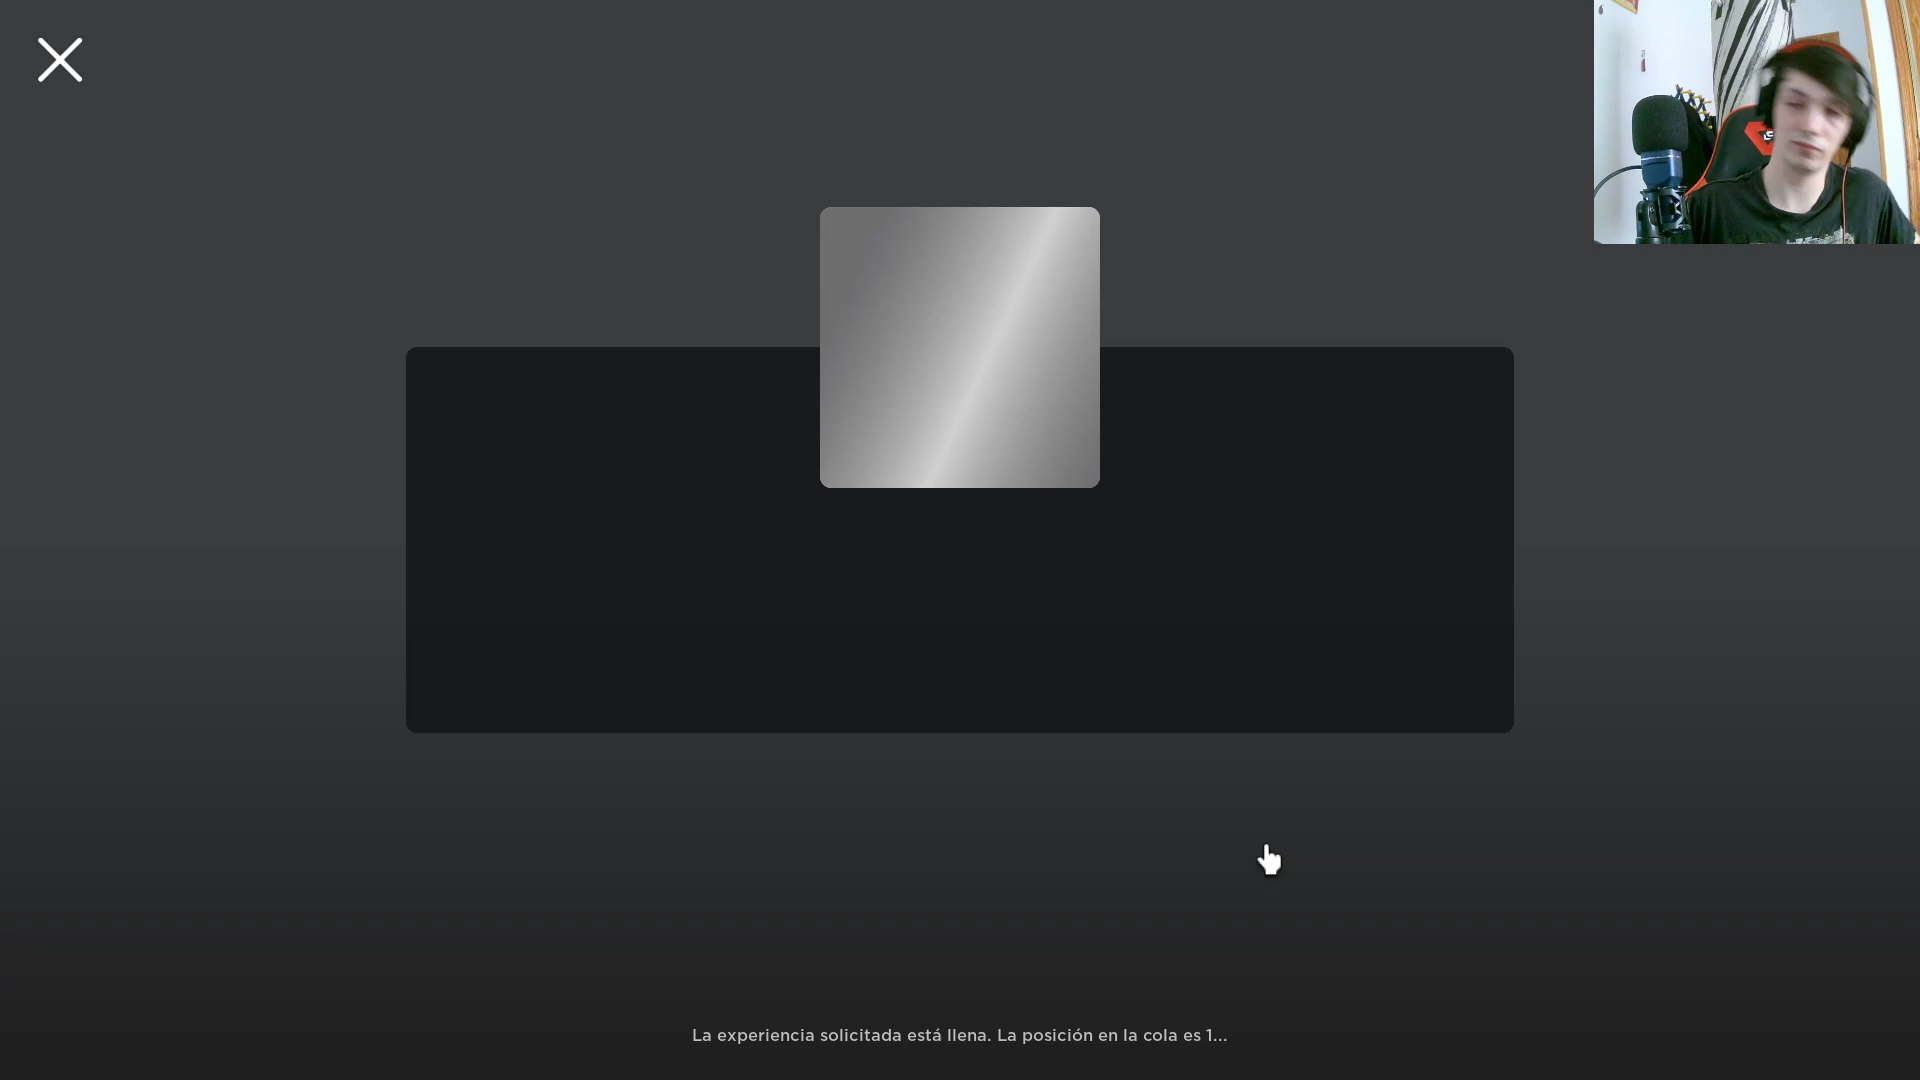 La experiencia solicitada está llena. La posición en la cola es 1...